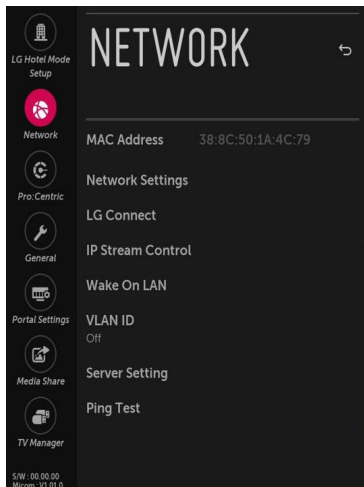 LG Hotel Mode
Setup
Network
Pro:Centric
General
Portal Settings
Media Share
TV Manager
S/W : 00.00.00
Micom : V1.01.0
NETWORK
MAC Address 38:8C:50:1A:4C:79
Network Settings
LG Connect
IP Stream Control
Wake On LAN
VLAN ID
Off
Server Setting
Ping Test